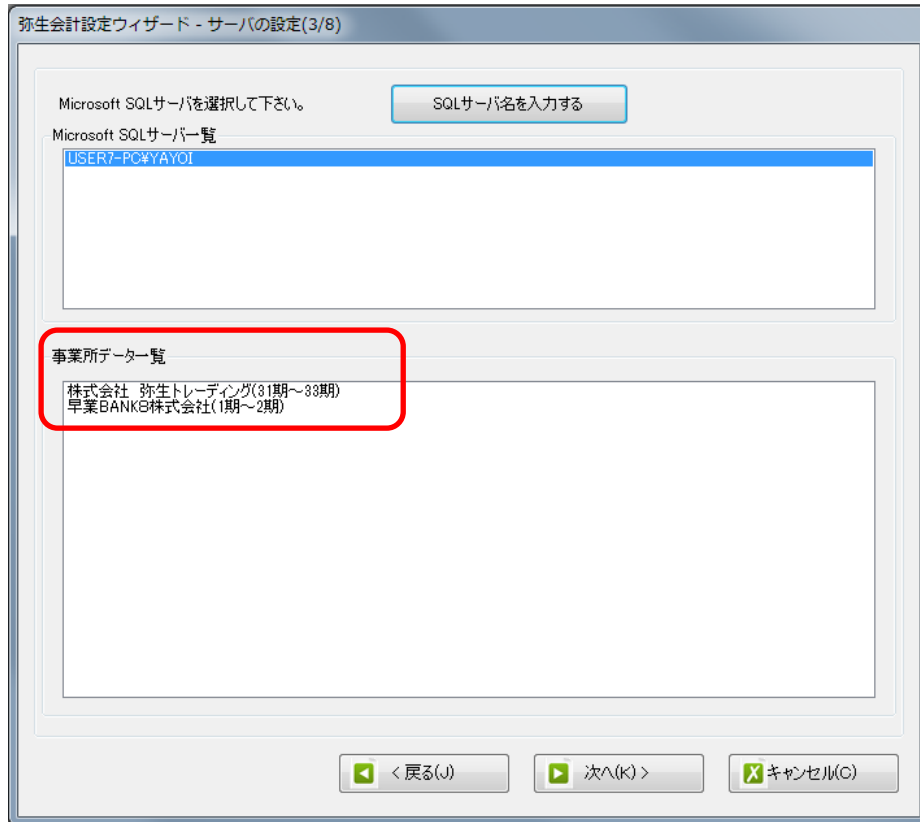 弥生会計設定ウィザード - サーバの設定(3/8)
Microsoft SQLサーバを選択して下さい。 SQLサーバ名を入力する
Microsoft SQLサーバ一覧
USER7-PC¥YAYOI
事業所データ一覧
株式会社　弥生トレーディング(31期～33期)
早業BANK8株式会社(1期～2期)
< 戻る(J) 次へ(K) > キャンセル(C)